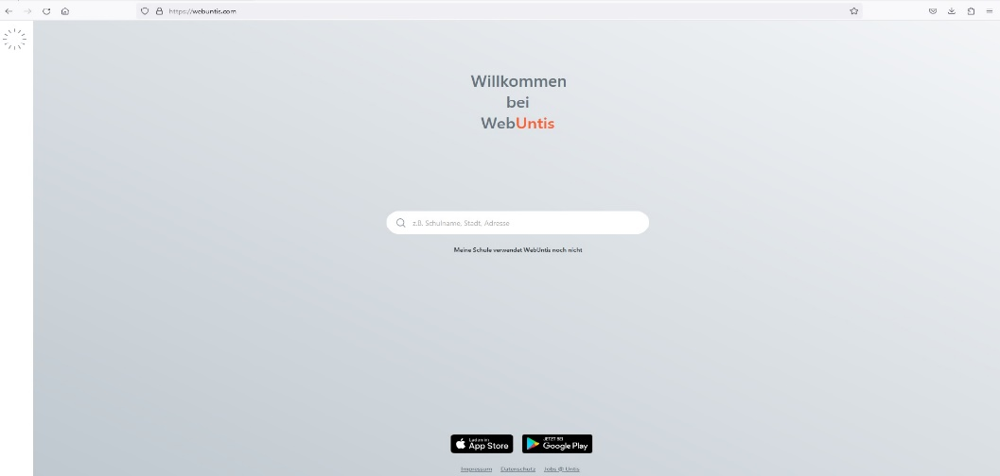 https://webuntis.com
Willkommen
bei
WebUntis
z.B. Schulname, Stadt, Adresse
Meine Schule verwendet WebUntis noch nicht
Laden im
App Store
JETZT BEI
Google Play
Impressum Datenschutz Jobs @ Untis